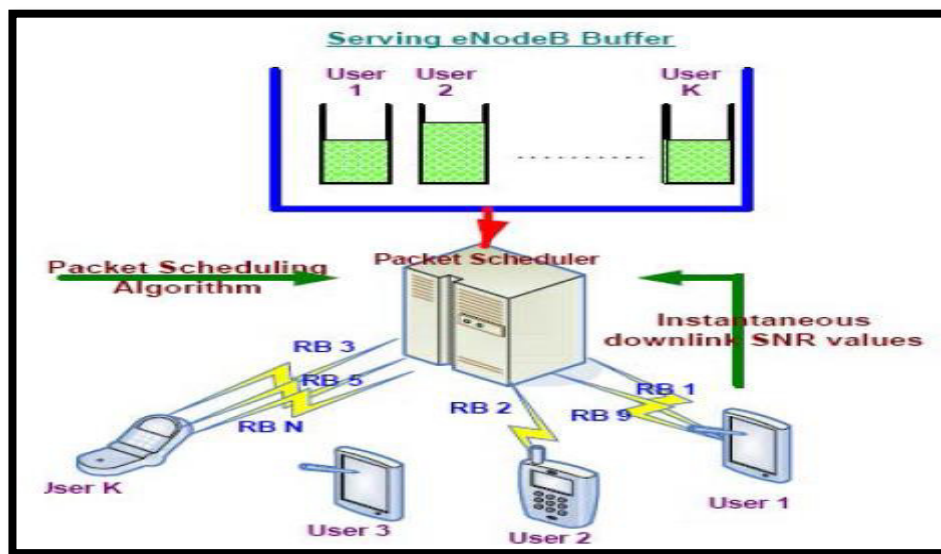 Serving eNodeB Buffer
User
1
User
2
User
K
Packet Scheduler
Packet Scheduling
Algorithm
Instantaneous
downlink SNR values
RB 3
RB 5
RB N
RB 2
RB 1
RB 9
User K
User 3
User 2
User 1